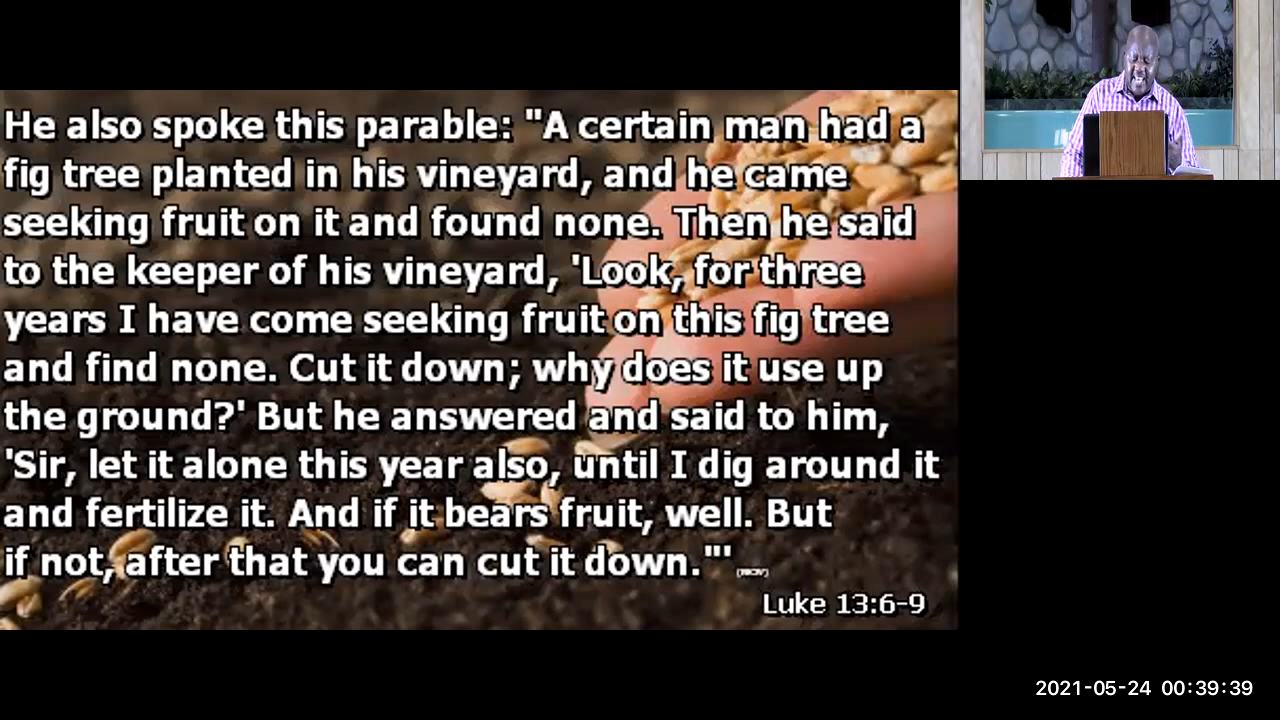 He also spoke this parable: "A certain man had a
fig tree planted in his vineyard, and he came
seeking fruit on it and found none. Then he said
to the keeper of his vineyard, 'Look, for three
years I have come seeking fruit on this fig tree
and find none. Cut it down; why does it use up
the ground?' But he answered and said to him,
'Sir, let it alone this year also, until I dig around it
and fertilize it. And if it bears fruit, well. But
if not, after that you can cut it down."'
Luke 13:6-9
2021-05-24 00:39:39